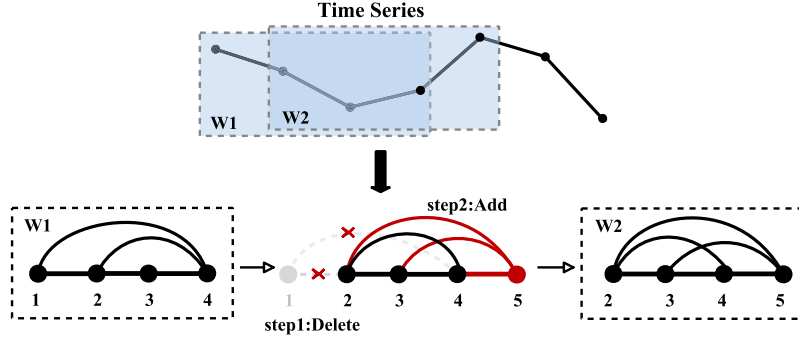 Time Series
W1
W2
step2:Add
W1
W2
1 2 3 4
1 2 3 4 5
2 3 4 5
step1:Delete